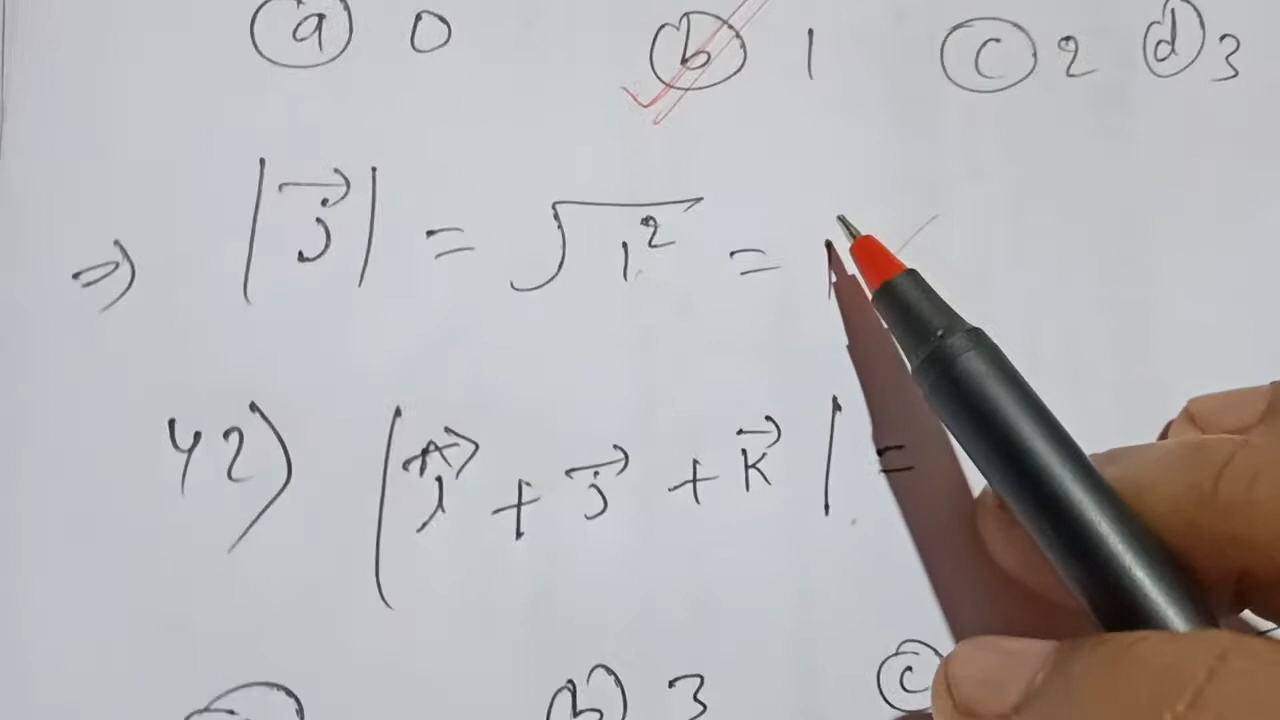 (a) 0 (b) 1 (c) 2 (d) 3
⇒ |j⃗| = √1² = 1
42) |i⃗ + j⃗ + k⃗| =
(b) 3 (c)